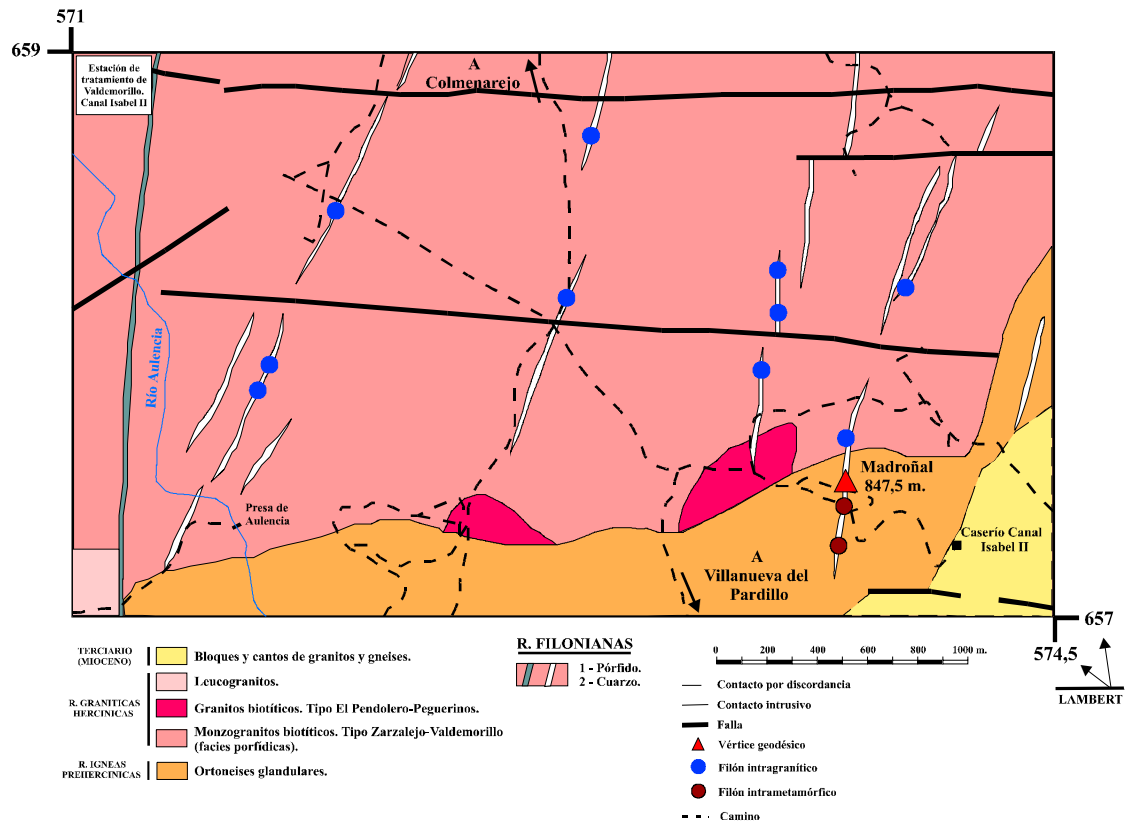 571
659
Estación de
tratamiento de
Valdemorillo.
Canal Isabel II
A
Colmenarejo
Río Aulencia
Presa de
Aulencia
Madroñal
847,5 m.
Caserío Canal
Isabel II
A
Villanueva del
Pardillo
657
574,5
LAMBERT
TERCIARIO
(MIOCENO)
Bloques y cantos de granitos y gneises.
R. GRANITICAS
HERCINICAS
Leucogranitos.
Granitos biotíticos. Tipo El Pendolero-Peguerinos.
Monzogranitos biotíticos. Tipo Zarzalejo-Valdemorillo
(facies porfídicas).
R. IGNEAS
PREHERCINICAS
Ortoneises glandulares.
R. FILONIANAS
1 - Pórfido.
2 - Cuarzo.
0 200 400 600 800 1000 m.
Contacto por discordancia
Contacto intrusivo
Falla
Vértice geodésico
Filón intragranítico
Filón intrametamórfico
Camino